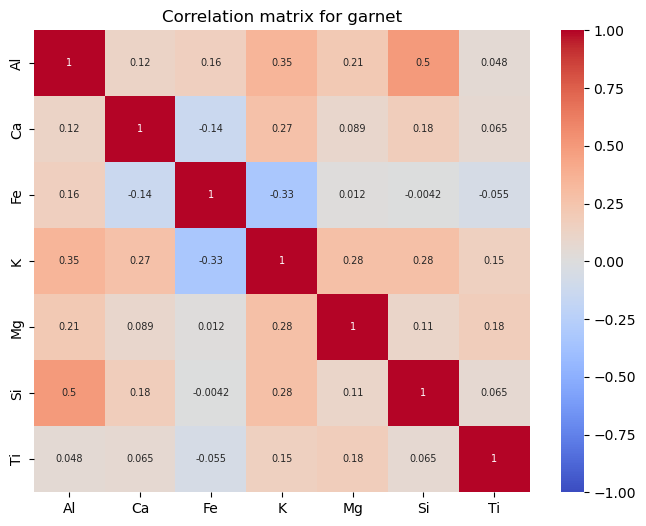 Correlation matrix for garnet
Al 1 0.12 0.16 0.35 0.21 0.5 0.048
Ca 0.12 1 -0.14 0.27 0.089 0.18 0.065
Fe 0.16 -0.14 1 -0.33 0.012 -0.0042 -0.055
K 0.35 0.27 -0.33 1 0.28 0.28 0.15
Mg 0.21 0.089 0.012 0.28 1 0.11 0.18
Si 0.5 0.18 -0.0042 0.28 0.11 1 0.065
Ti 0.048 0.065 -0.055 0.15 0.18 0.065 1
Al Ca Fe K Mg Si Ti
1.00
0.75
0.50
0.25
0.00
−0.25
−0.50
−0.75
−1.00